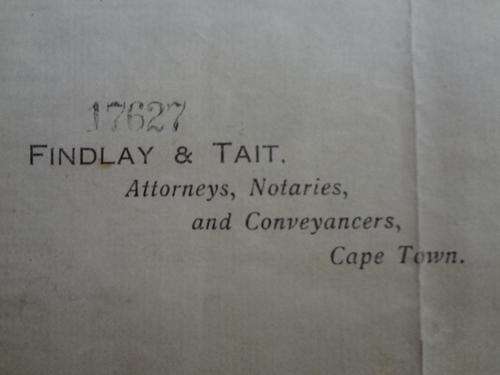 17627
FINDLAY & TAIT.
Attorneys, Notaries,
and Conveyancers,
Cape Town.